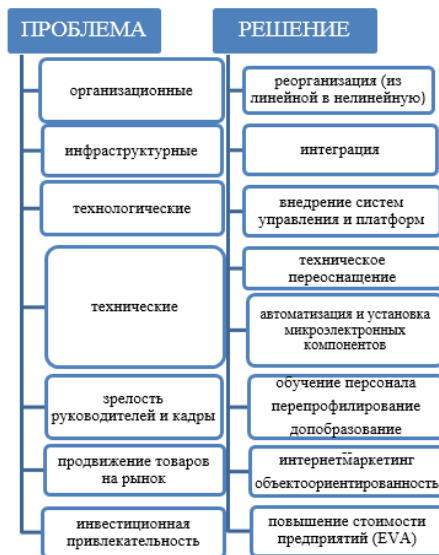 ПРОБЛЕМА
РЕШЕНИЕ
организационные
реорганизация (из
линейной в нелинейную)
инфраструктурные
интеграция
технологические
внедрение систем
управления и платформ
технические
техническое
переоснащение
автоматизация и установка
микроэлектронных
компонентов
зрелость
руководителей и кадры
обучение персонала
перепрофилирование
допобразование
продвижение товаров
на рынок
интернетмаркетинг
объектоориентированность
инвестиционная
привлекательность
повышение стоимости
предприятий (EVA)